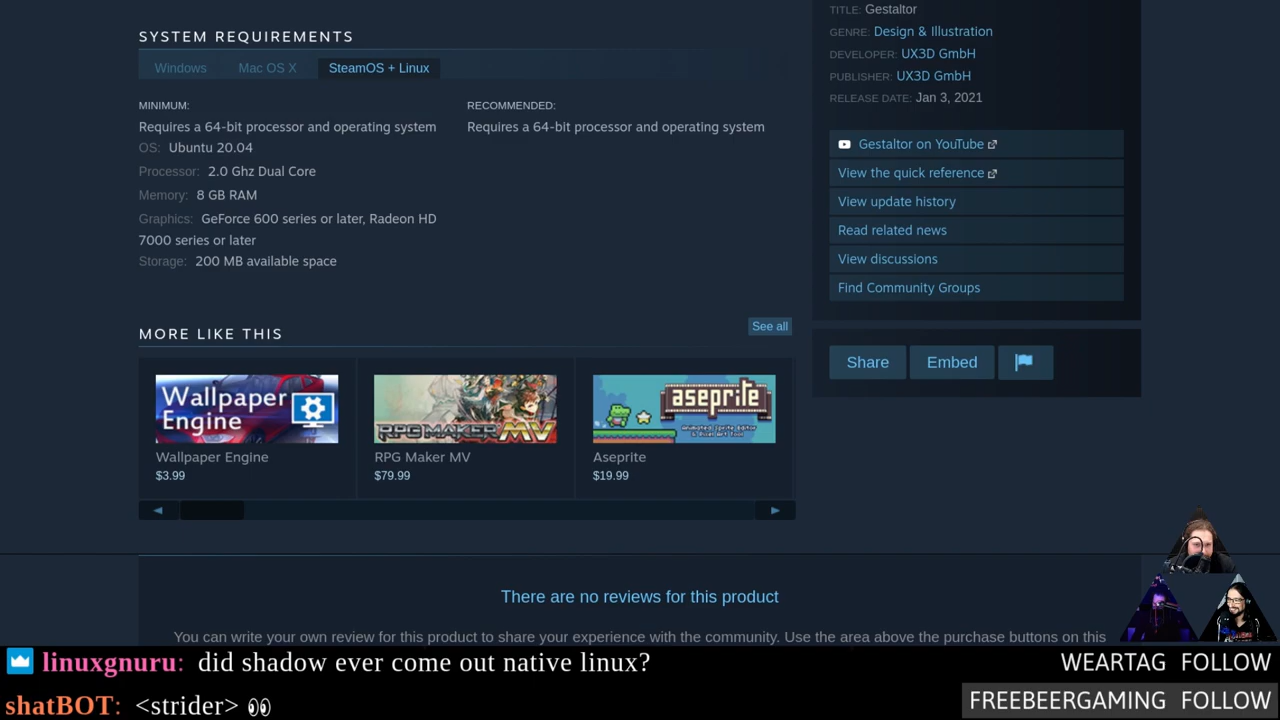 SYSTEM REQUIREMENTS
Windows
Mac OS X
SteamOS + Linux
MINIMUM:
Requires a 64-bit processor and operating system
OS: Ubuntu 20.04
Processor: 2.0 Ghz Dual Core
Memory: 8 GB RAM
Graphics: GeForce 600 series or later, Radeon HD
7000 series or later
Storage: 200 MB available space
RECOMMENDED:
Requires a 64-bit processor and operating system
TITLE: Gestaltor
GENRE: Design & Illustration
DEVELOPER: UX3D GmbH
PUBLISHER: UX3D GmbH
RELEASE DATE: Jan 3, 2021
Gestaltor on YouTube
View the quick reference
View update history
Read related news
View discussions
Find Community Groups
Share
Embed
MORE LIKE THIS
See all
Wallpaper
Engine
Wallpaper Engine
$3.99
RPG MAKER MV
RPG Maker MV
$79.99
aseprite
Animated Sprite Editor
& Pixel Art Tool
Aseprite
$19.99
There are no reviews for this product
You can write your own review for this product to share your experience with the community. Use the area above the purchase buttons on this
linuxgnuru: did shadow ever come out native linux?
shatBOT: <strider> 👀
WEARTAG FOLLOW
FREEBEERGAMING FOLLOW